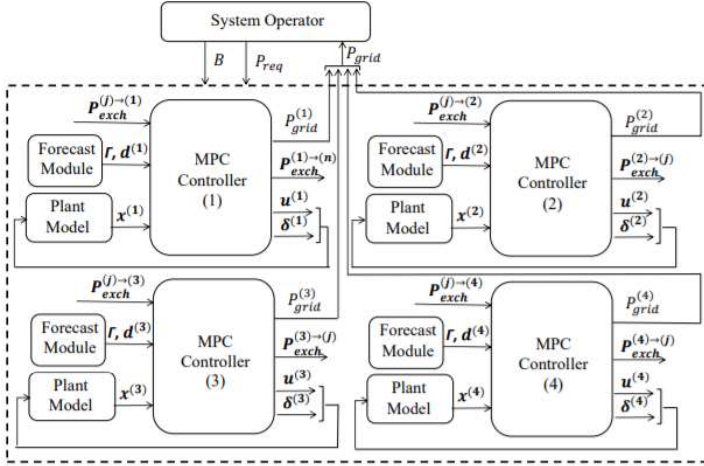 System Operator
B
P_req
P_grid
P_exch^(j)→(1)
Forecast Module
Γ, d^(1)
Plant Model
x^(1)
MPC Controller (1)
P_grid^(1)
P_exch^(1)→(n)
u^(1)
δ^(1)
P_exch^(j)→(2)
Forecast Module
Γ, d^(2)
Plant Model
x^(2)
MPC Controller (2)
P_grid^(2)
P_exch^(2)→(j)
u^(2)
δ^(2)
P_exch^(j)→(3)
Forecast Module
Γ, d^(3)
Plant Model
x^(3)
MPC Controller (3)
P_grid^(3)
P_exch^(3)→(j)
u^(3)
δ^(3)
P_exch^(j)→(4)
Forecast Module
Γ, d^(4)
Plant Model
x^(4)
MPC Controller (4)
P_grid^(4)
P_exch^(4)→(j)
u^(4)
δ^(4)